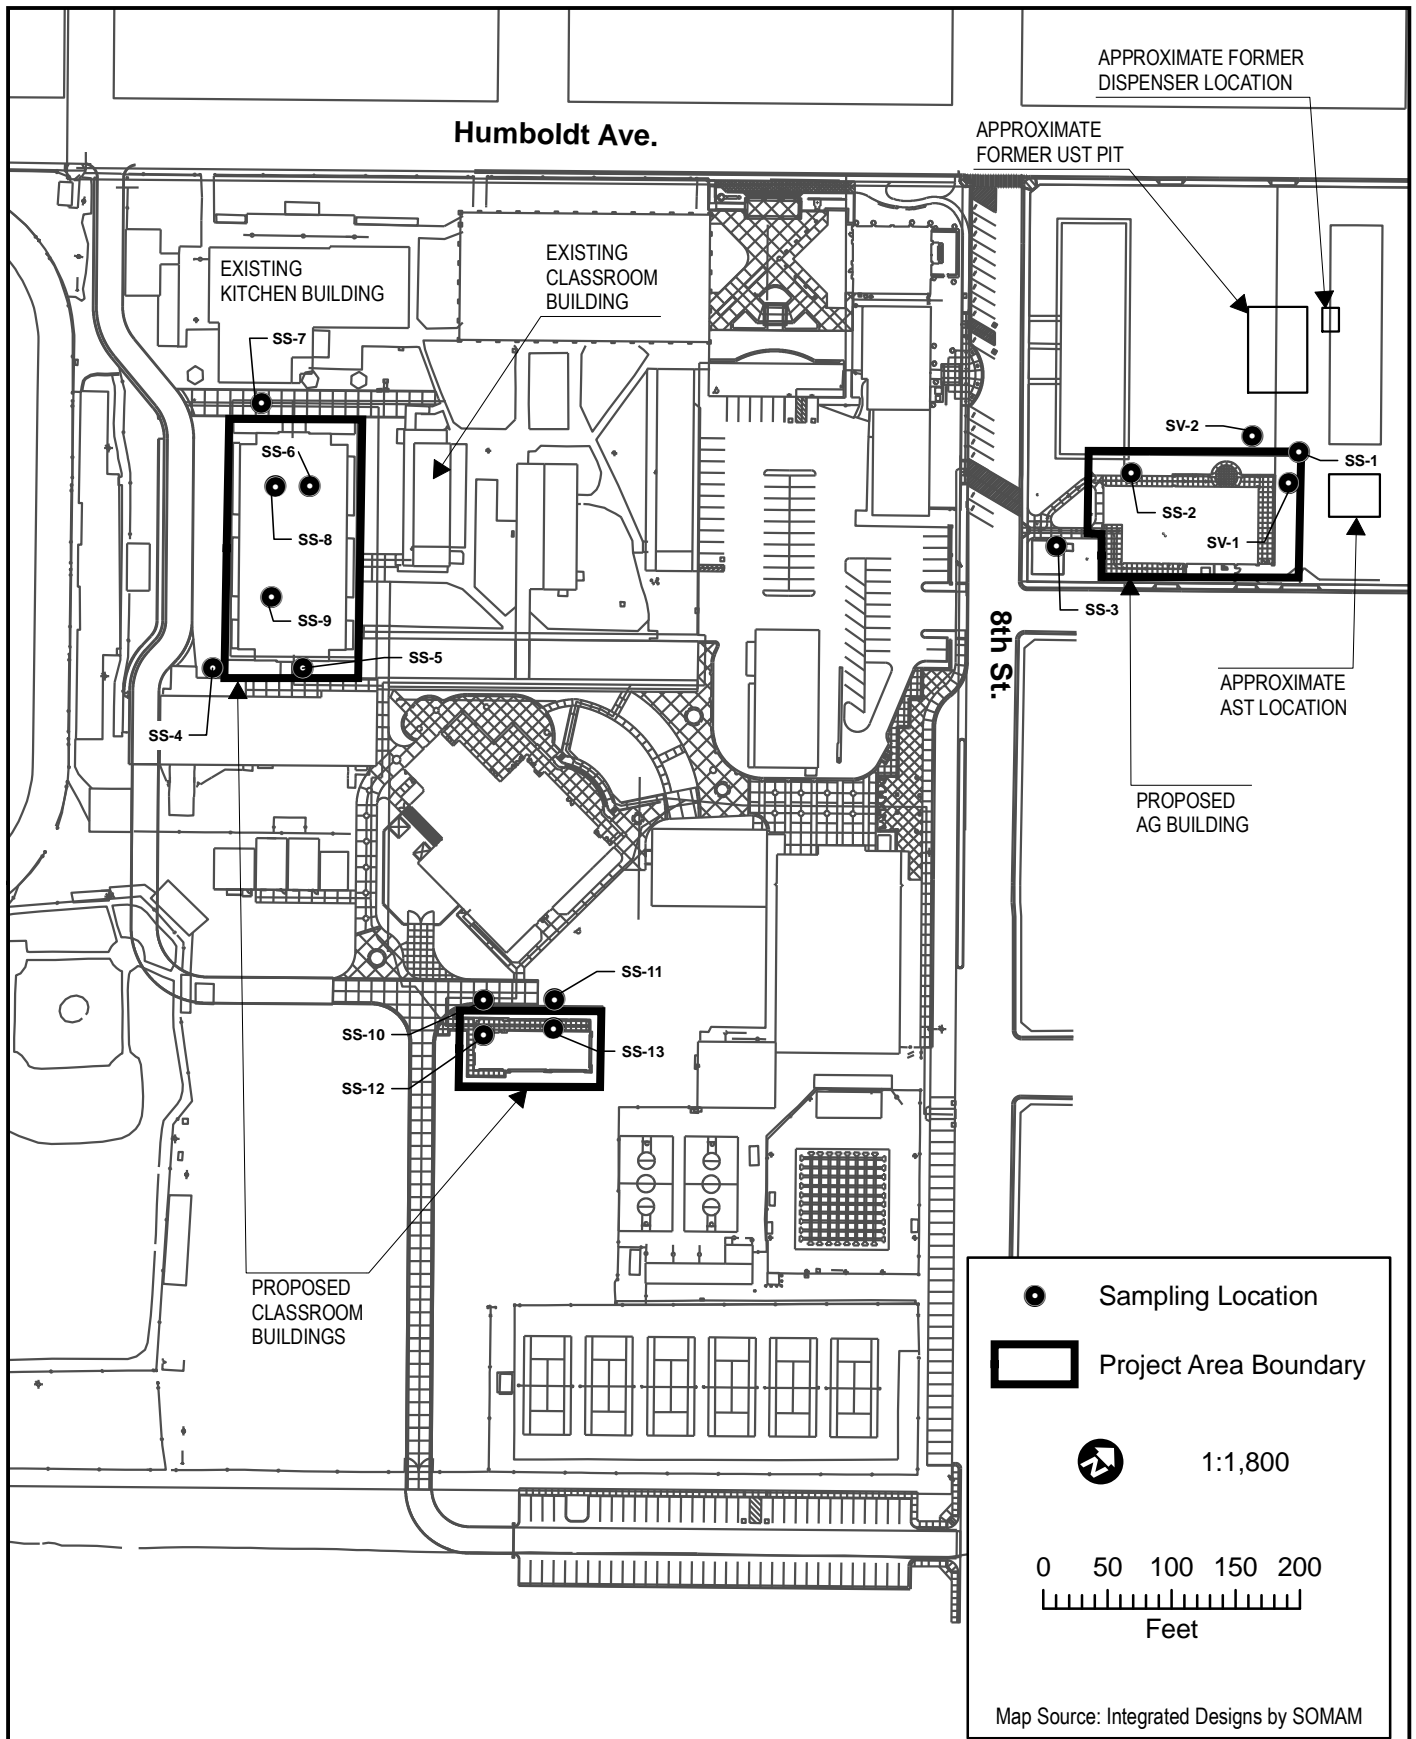 APPROXIMATE FORMER
DISPENSER LOCATION
Humboldt Ave.
APPROXIMATE
FORMER UST PIT
EXISTING
KITCHEN BUILDING
EXISTING
CLASSROOM
BUILDING
SS-7
SV-2
SS-1
SS-6
SS-2
SS-8
SV-1
SS-9
SS-3
8th St.
SS-5
SS-4
APPROXIMATE
AST LOCATION
PROPOSED
AG BUILDING
SS-11
SS-10
SS-13
SS-12
PROPOSED
CLASSROOM
BUILDINGS
Sampling Location
Project Area Boundary
N
1:1,800
0 50 100 150 200
Feet
Map Source: Integrated Designs by SOMAM